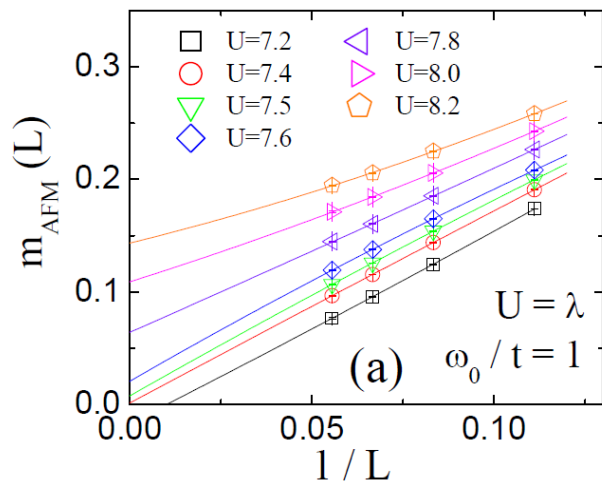 U=7.2 U=7.8
U=7.4 U=8.0
U=7.5 U=8.2
U=7.6
0.3
0.2
0.1
0.0
m_AFM (L)
U = λ
(a) ω₀ / t = 1
0.00 0.05 0.10
1 / L